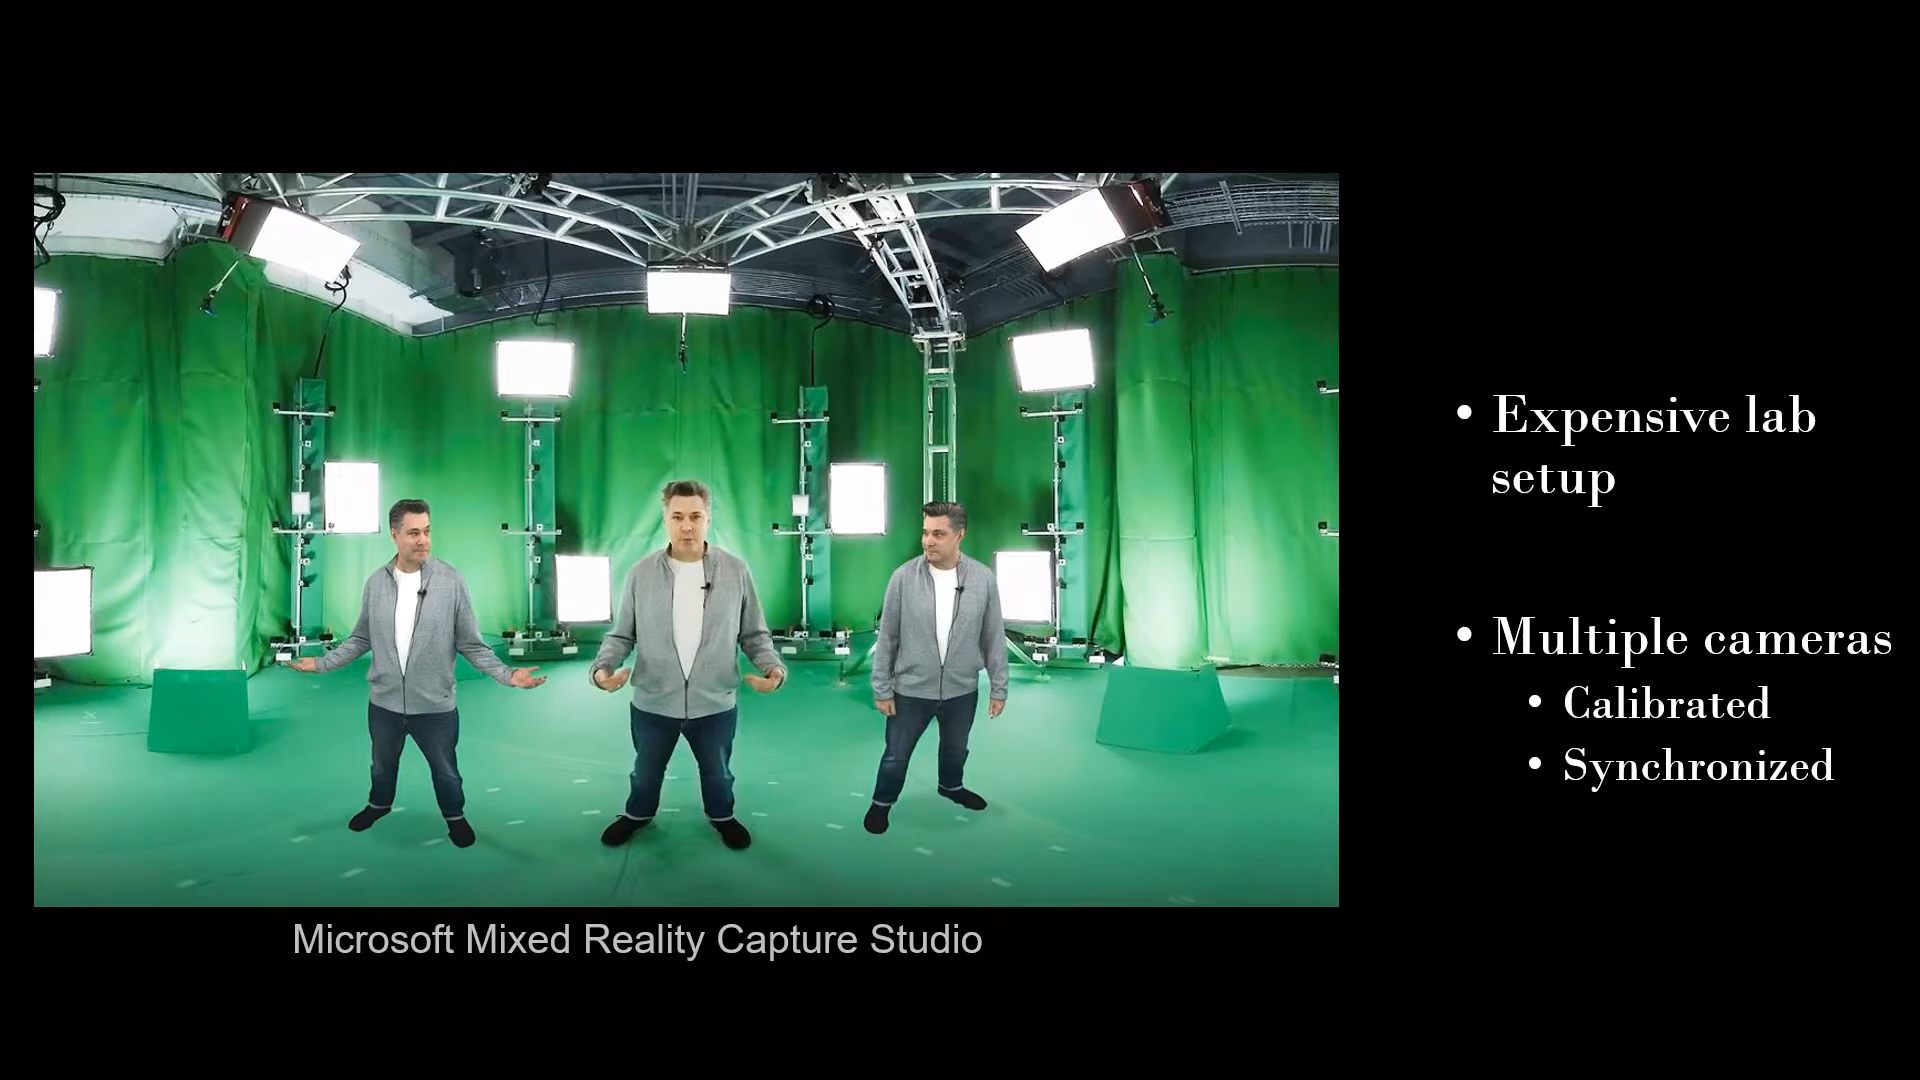 Expensive lab
setup
Multiple cameras
Calibrated
Synchronized
Microsoft Mixed Reality Capture Studio